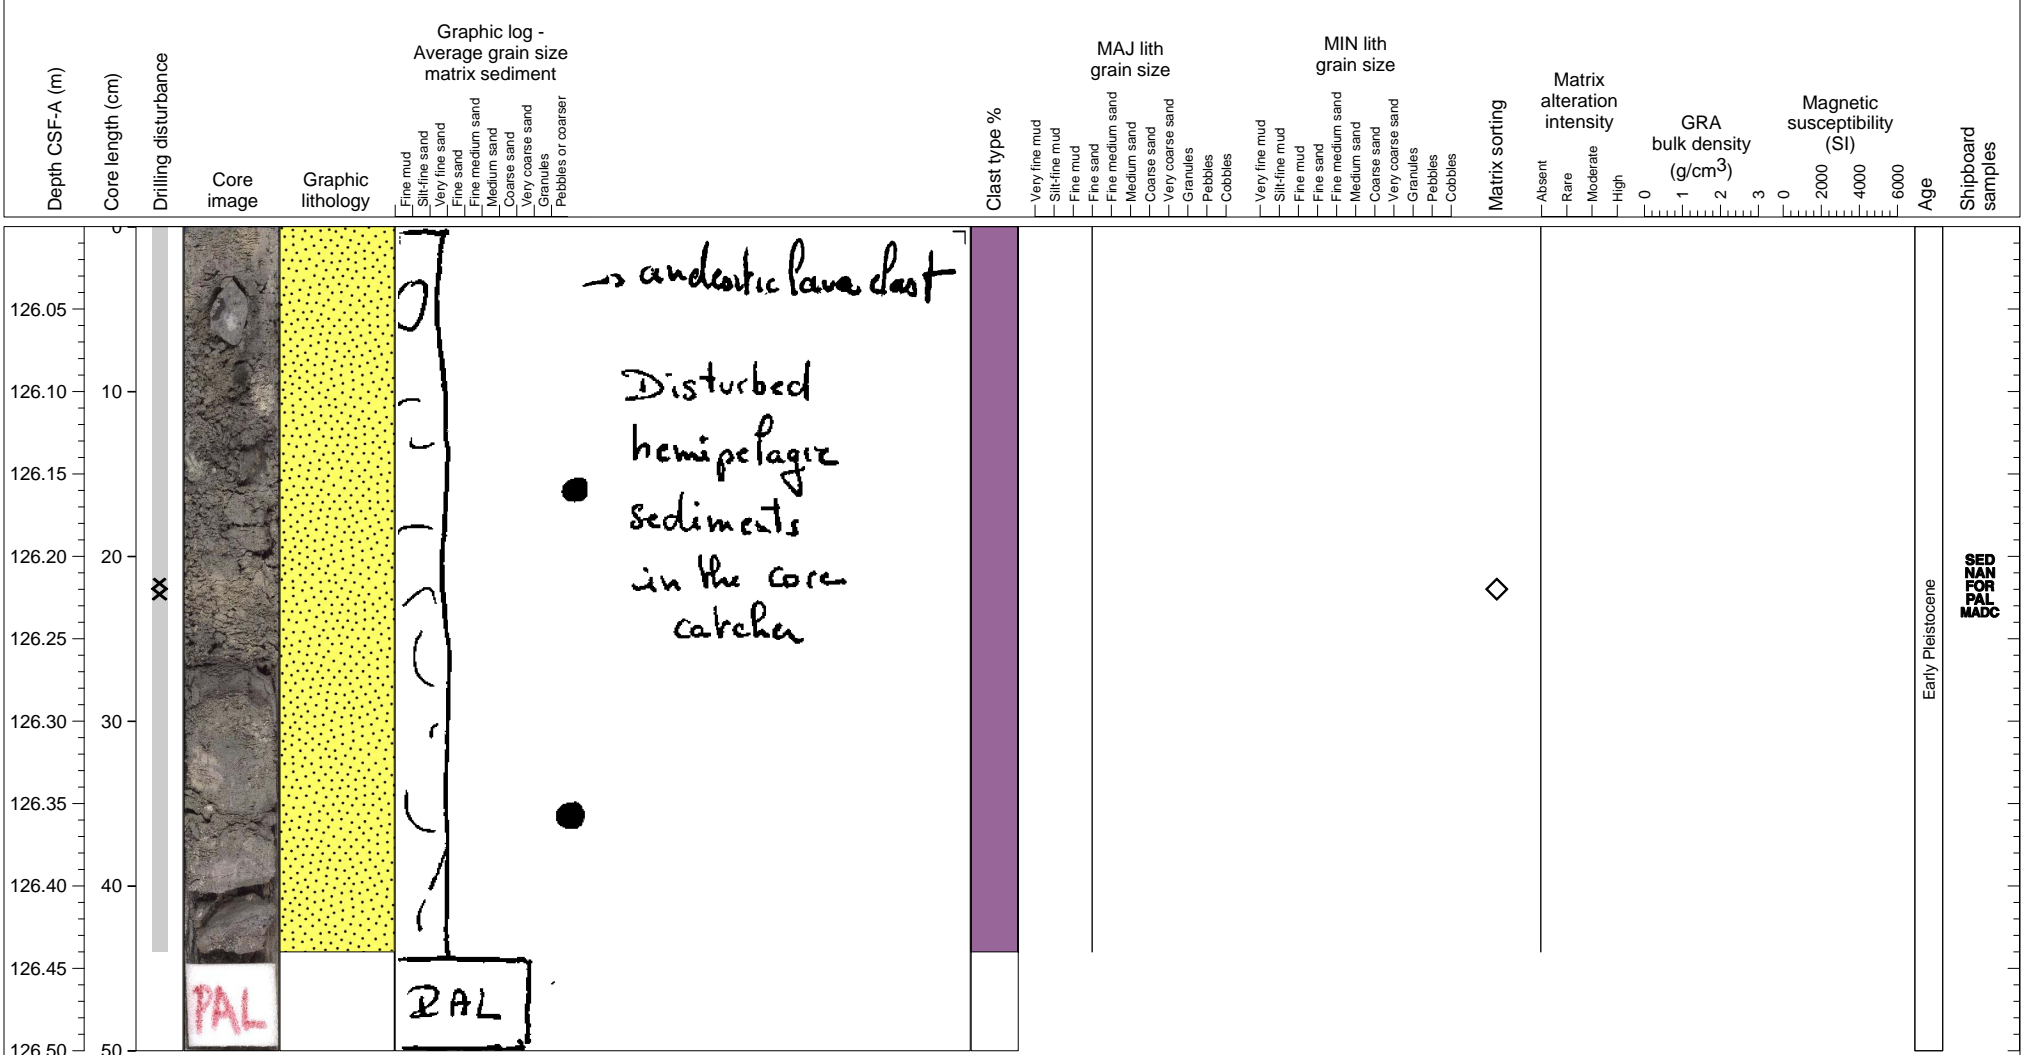 Depth CSF-A (m)
Core length (cm)
Drilling disturbance
Core
image
Graphic
lithology
Graphic log -
Average grain size
matrix sediment
Fine mud
Silt-fine sand
Very fine sand
Fine sand
Fine medium sand
Medium sand
Coarse sand
Very coarse sand
Granules
Pebbles or coarser
Clast type %
MAJ lith
grain size
Very fine mud
Silt-fine mud
Fine mud
Fine sand
Fine medium sand
Medium sand
Coarse sand
Very coarse sand
Granules
Pebbles
Cobbles
MIN lith
grain size
Very fine mud
Silt-fine mud
Fine mud
Fine sand
Fine medium sand
Medium sand
Coarse sand
Very coarse sand
Granules
Pebbles
Cobbles
Matrix sorting
Matrix
alteration
intensity
Absent
Rare
Moderate
High
GRA
bulk density
(g/cm3)
0 1 2 3
Magnetic
susceptibility
(SI)
0 2000 4000 6000
Age
Shipboard
samples
126.05
126.10
126.15
126.20
126.25
126.30
126.35
126.40
126.45
126.50
0
10
20
30
40
50
PAL
→ andesitic lava clast
Disturbed
hemipelagic
sediments
in the core
catcher
PAL
Early Pleistocene
SED
NAN
FOR
PAL
MADC